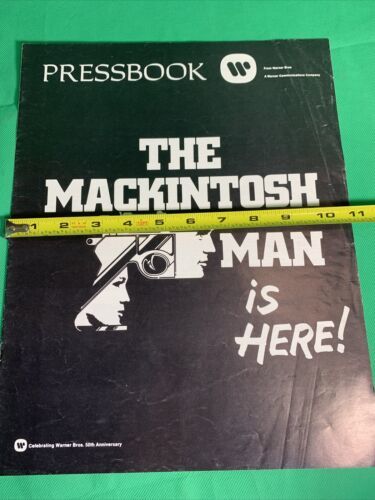 PRESSBOOK
From Warner Bros
A Warner Communications Company
THE
MACKINTOSH
1 2 3 4 5 6 7 8 9 10 11
MAN
is
HERE!
Celebrating Warner Bros. 50th Anniversary